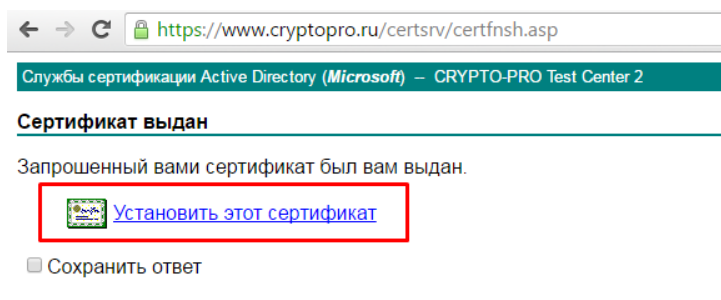 https://www.cryptopro.ru/certsrv/certfnsh.asp
Службы сертификации Active Directory (Microsoft) -- CRYPTO-PRO Test Center 2
Сертификат выдан
Запрошенный вами сертификат был вам выдан.
Установить этот сертификат
Сохранить ответ